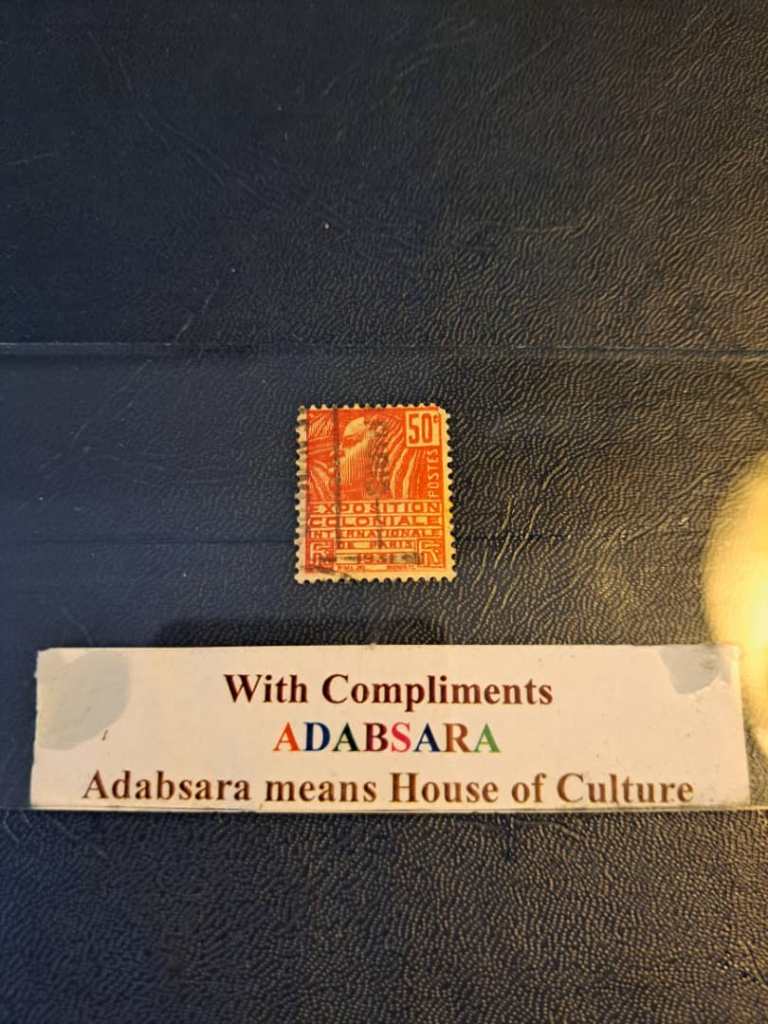 50c
POSTES
EXPOSITION
COLONIALE
INTERNATIONALE
DE PARIS
1931
With Compliments
ADABSARA
Adabsara means House of Culture